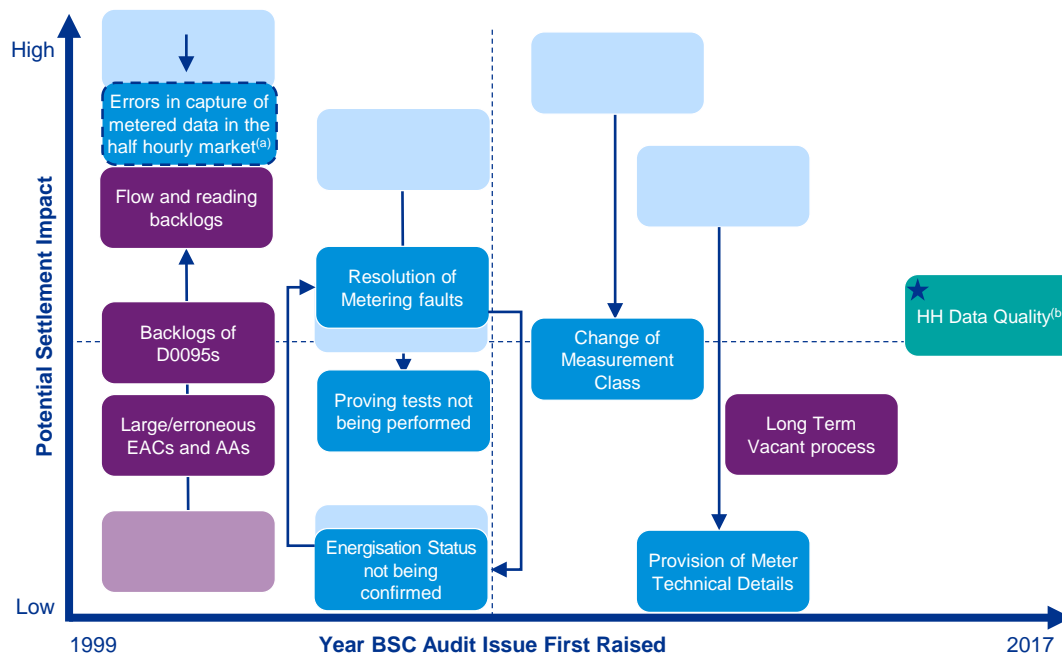 High
Potential Settlement Impact
Low
Errors in capture of
metered data in the
half hourly market(a)
Flow and reading
backlogs
Backlogs of
D0095s
Large/erroneous
EACs and AAs
Resolution of
Metering faults
Proving tests not
being performed
Energisation Status
not being
confirmed
Change of
Measurement
Class
Long Term
Vacant process
Provision of Meter
Technical Details
HH Data Quality(b
1999
Year BSC Audit Issue First Raised
2017